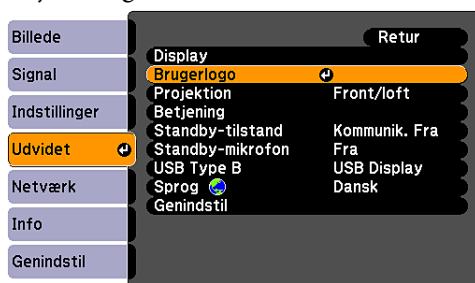 Billede
Signal
Indstillinger
Udvidet
Netværk
Info
Genindstil
Retur
Display
Brugerlogo
Projektion Front/loft
Betjening
Standby-tilstand Kommunik. Fra
Standby-mikrofon Fra
USB Type B USB Display
Sprog Dansk
Genindstil